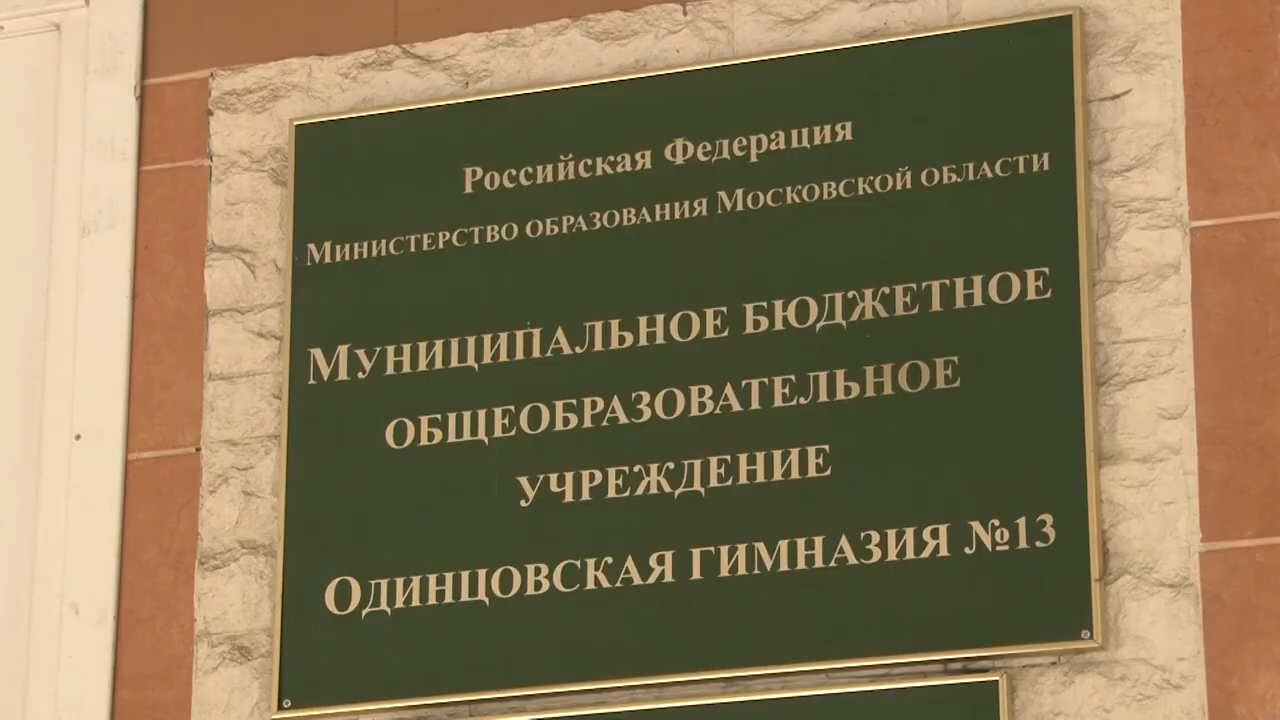 Российская Федерация
Министерство образования Московской области
Муниципальное бюджетное
общеобразовательное
учреждение
Одинцовская гимназия №13